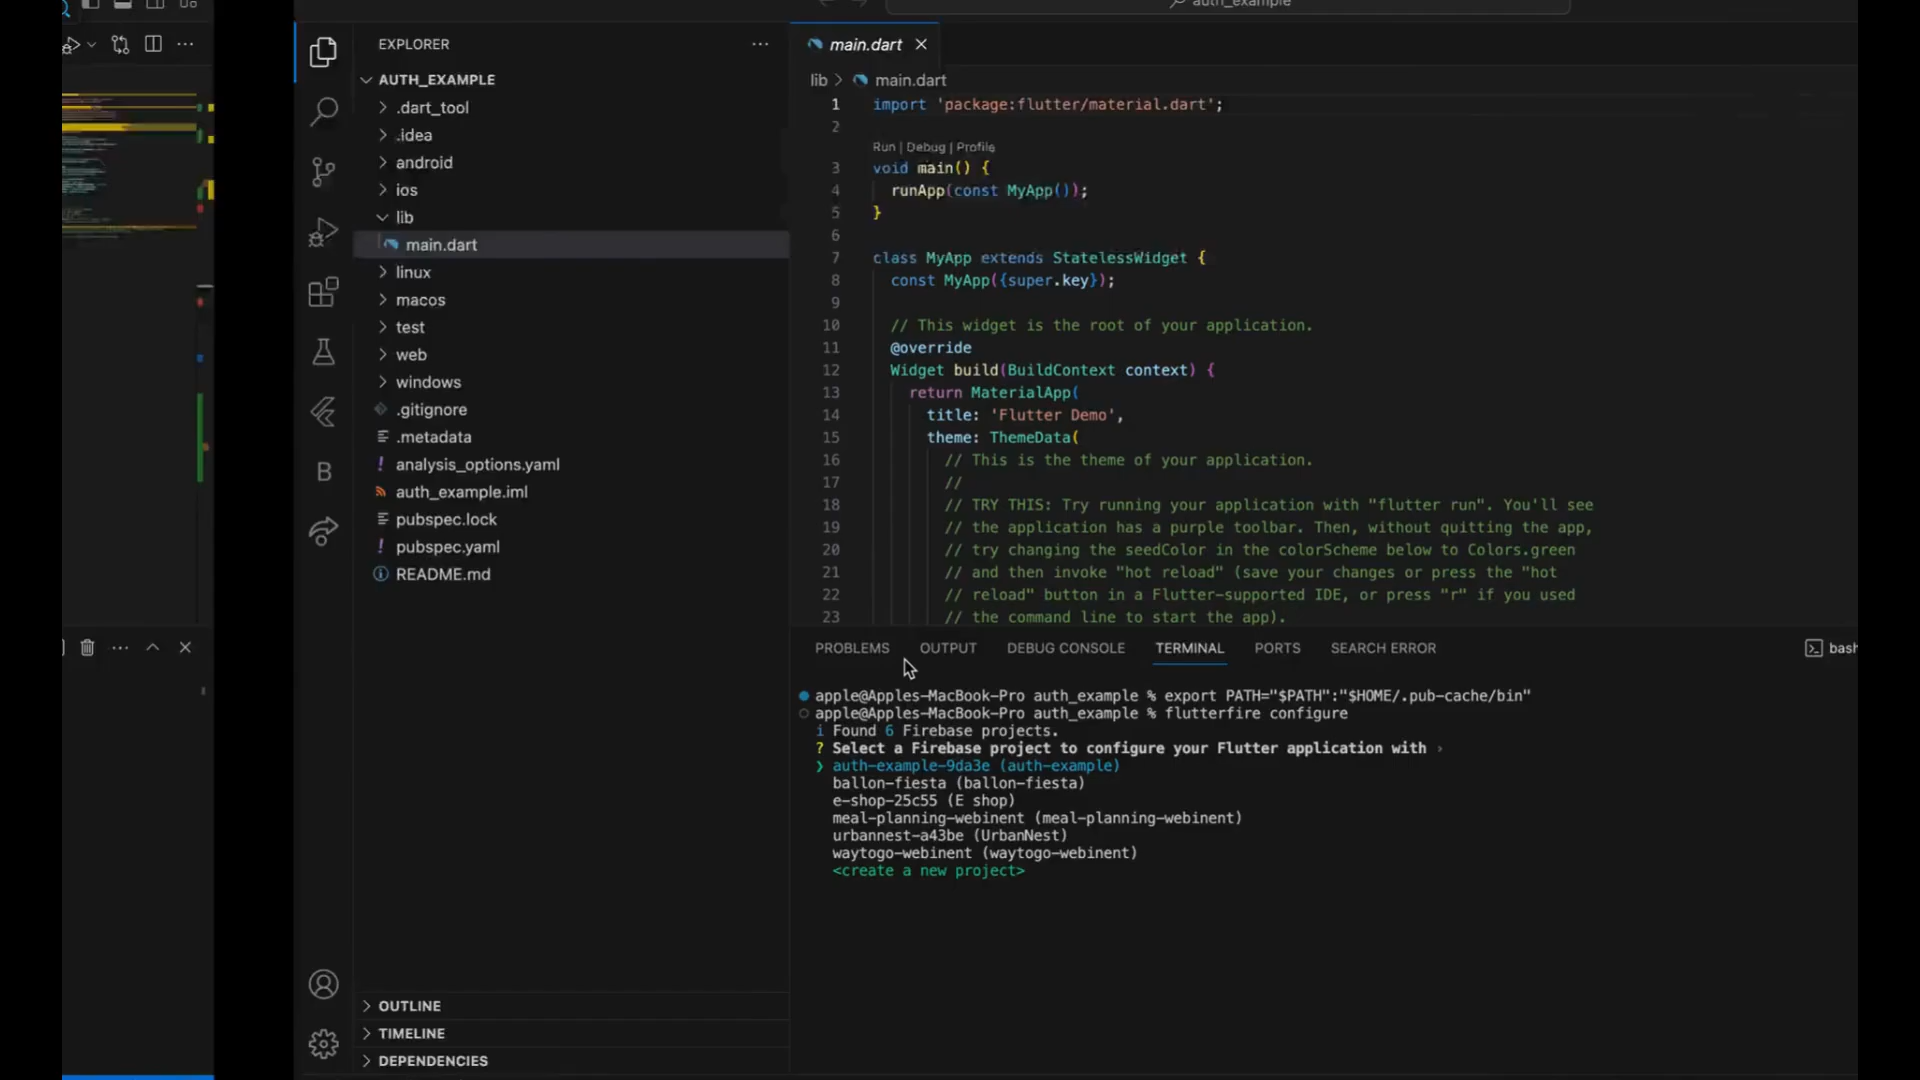 auth_example
EXPLORER
AUTH_EXAMPLE
.dart_tool
.idea
android
ios
lib
main.dart
linux
macos
test
web
windows
.gitignore
.metadata
analysis_options.yaml
auth_example.iml
pubspec.lock
pubspec.yaml
README.md
OUTLINE
TIMELINE
DEPENDENCIES
main.dart
lib > main.dart
1 import 'package:flutter/material.dart';
2
Run | Debug | Profile
3 void main() {
4 runApp(const MyApp());
5 }
6
7 class MyApp extends StatelessWidget {
8 const MyApp({super.key});
9
10 // This widget is the root of your application.
11 @override
12 Widget build(BuildContext context) {
13 return MaterialApp(
14 title: 'Flutter Demo',
15 theme: ThemeData(
16 // This is the theme of your application.
17 //
18 // TRY THIS: Try running your application with "flutter run". You'll see
19 // the application has a purple toolbar. Then, without quitting the app,
20 // try changing the seedColor in the colorScheme below to Colors.green
21 // and then invoke "hot reload" (save your changes or press the "hot
22 // reload" button in a Flutter-supported IDE, or press "r" if you used
23 // the command line to start the app).
PROBLEMS OUTPUT DEBUG CONSOLE TERMINAL PORTS SEARCH ERROR bash
apple@Apples-MacBook-Pro auth_example % export PATH="$PATH":"$HOME/.pub-cache/bin"
apple@Apples-MacBook-Pro auth_example % flutterfire configure
i Found 6 Firebase projects.
? Select a Firebase project to configure your Flutter application with ›
❯ auth-example-9da3e (auth-example)
ballon-fiesta (ballon-fiesta)
e-shop-25c55 (E shop)
meal-planning-webinent (meal-planning-webinent)
urbannest-a43be (UrbanNest)
waytogo-webinent (waytogo-webinent)
<create a new project>